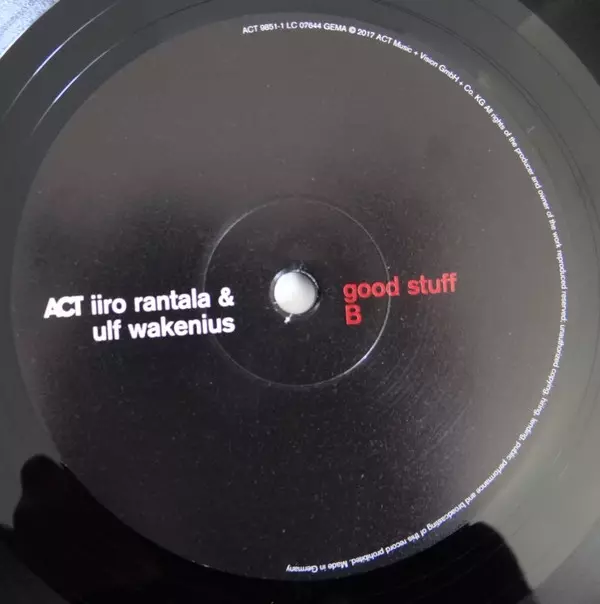 ACT 9851-1 LC 07644 GEMA © 2017 ACT Music + Vision GmbH + Co. KG All rights of the producer and owner of the work reproduced reserved, unauthorized copying, hiring, lending, public performance and broadcasting of this record prohibited. Made in Germany
ACT iiro rantala &
ulf wakenius
good stuff
B